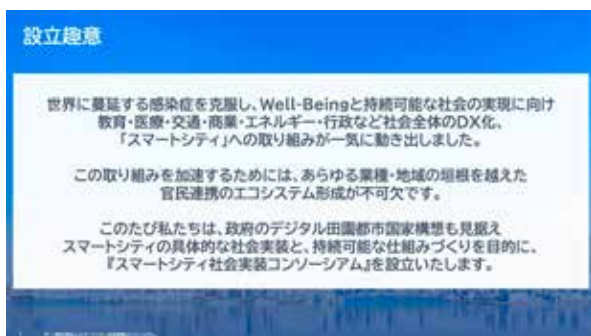 設立趣意
世界に蔓延する感染症を克服し、Well-Beingと持続可能な社会の実現に向け
教育・医療・交通・商業・エネルギー・行政など社会全体のDX化、
「スマートシティ」への取り組みが一気に動き出しました。
この取り組みを加速するためには、あらゆる業種・地域の垣根を越えた
官民連携のエコシステム形成が不可欠です。
このたび私たちは、政府のデジタル田園都市国家構想も見据え
スマートシティの具体的な社会実装と、持続可能な仕組みづくりを目的に、
『スマートシティ社会実装コンソーシアム』を設立いたします。